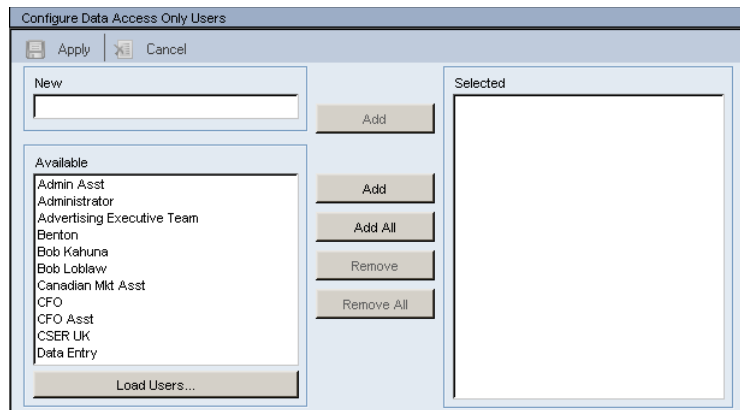 Configure Data Access Only Users
Apply Cancel
New
Add
Available
Admin Asst
Administrator
Advertising Executive Team
Benton
Bob Kahuna
Bob Loblaw
Canadian Mkt Asst
CFO
CFO Asst
CSER UK
Data Entry
Load Users...
Add
Add All
Remove
Remove All
Selected